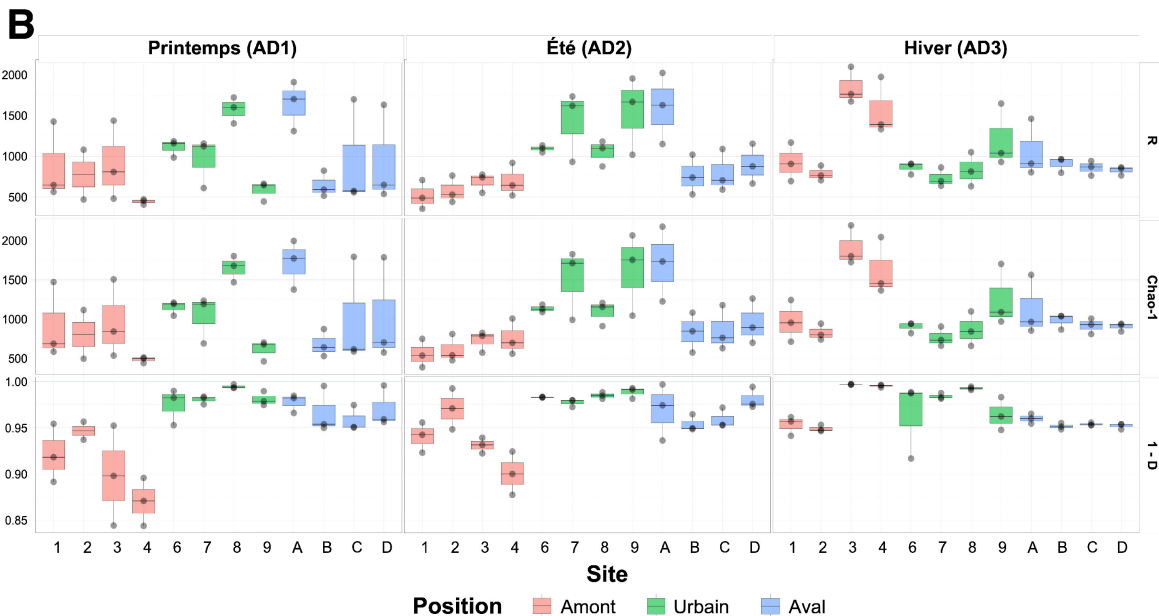 B
Printemps (AD1) Été (AD2) Hiver (AD3)
2000
1500
1000
500
R
2000
1500
1000
500
Chao-1
1.00
0.95
0.90
0.85
1 - D
1 2 3 4 6 7 8 9 A B C D 1 2 3 4 6 7 8 9 A B C D 1 2 3 4 6 7 8 9 A B C D
Site
Position Amont Urbain Aval